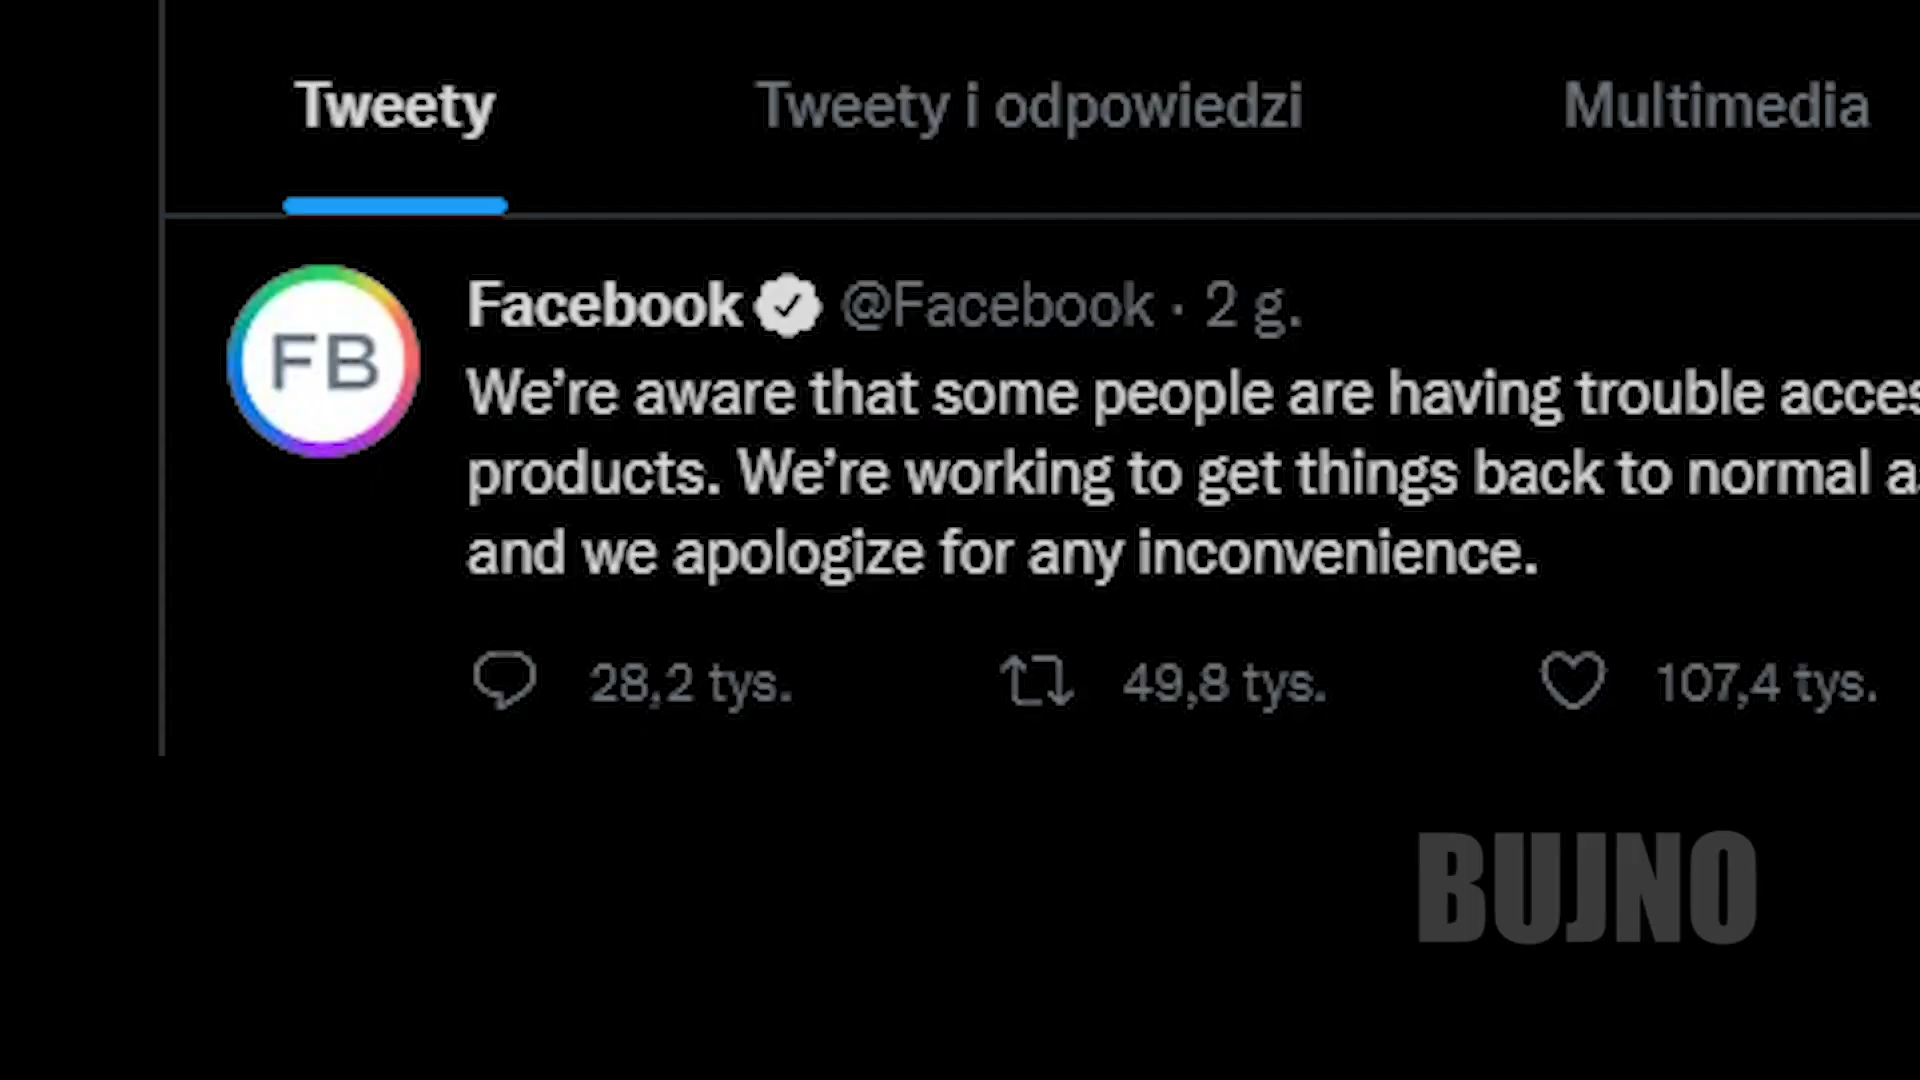 Tweety Tweety i odpowiedzi Multimedia
FB
Facebook @Facebook · 2 g.
We’re aware that some people are having trouble
products. We’re working to get things back to normal
and we apologize for any inconvenience.
28,2 tys. 49,8 tys. 107,4 tys.
BUJNO